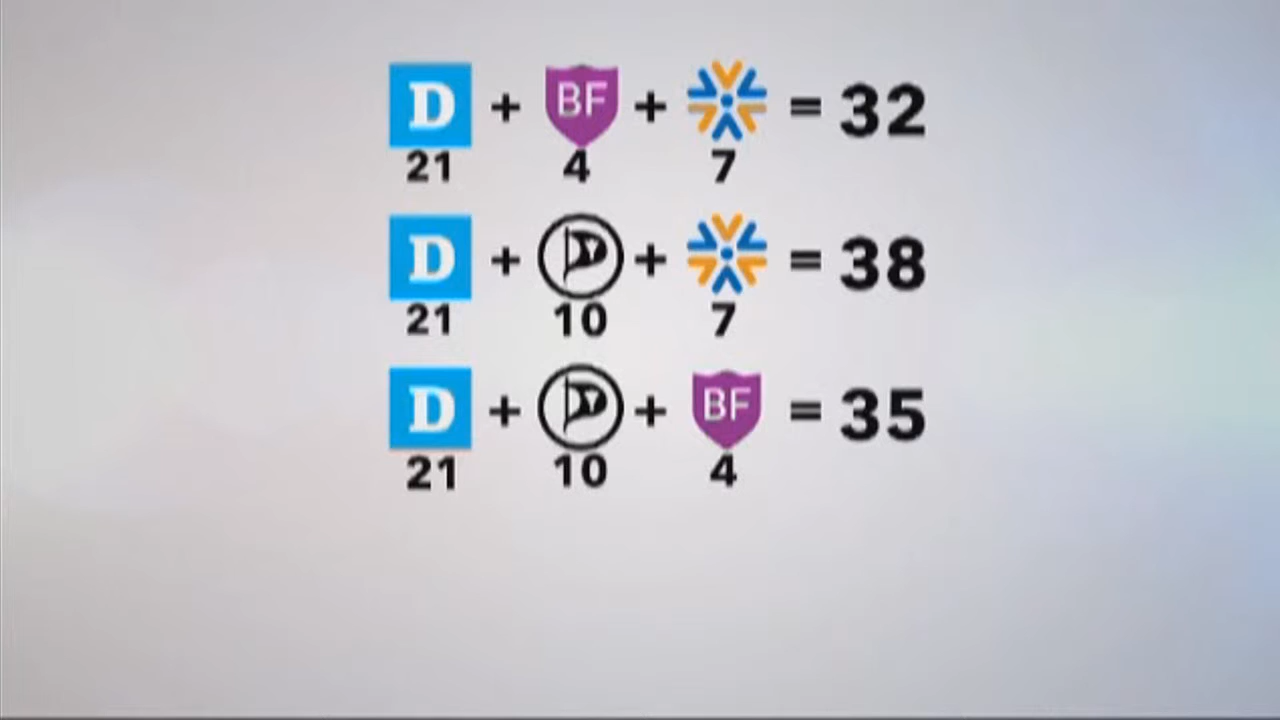 D + BF + = 32
21 4 7
D + + = 38
21 10 7
D + + BF = 35
21 10 4